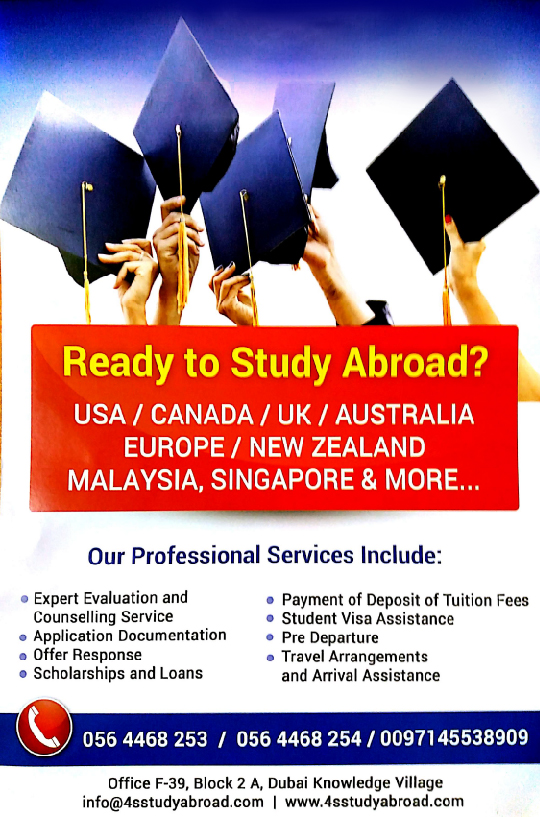 Ready to Study Abroad?
USA / CANADA / UK / AUSTRALIA
EUROPE / NEW ZEALAND
MALAYSIA, SINGAPORE & MORE...
Our Professional Services Include:
Expert Evaluation and
Counselling Service
Application Documentation
Offer Response
Scholarships and Loans
Payment of Deposit of Tuition Fees
Student Visa Assistance
Pre Departure
Travel Arrangements
and Arrival Assistance
056 4468 253 / 056 4468 254 / 0097145538909
Office F-39, Block 2 A, Dubai Knowledge Village
info@4sstudyabroad.com | www.4sstudyabroad.com